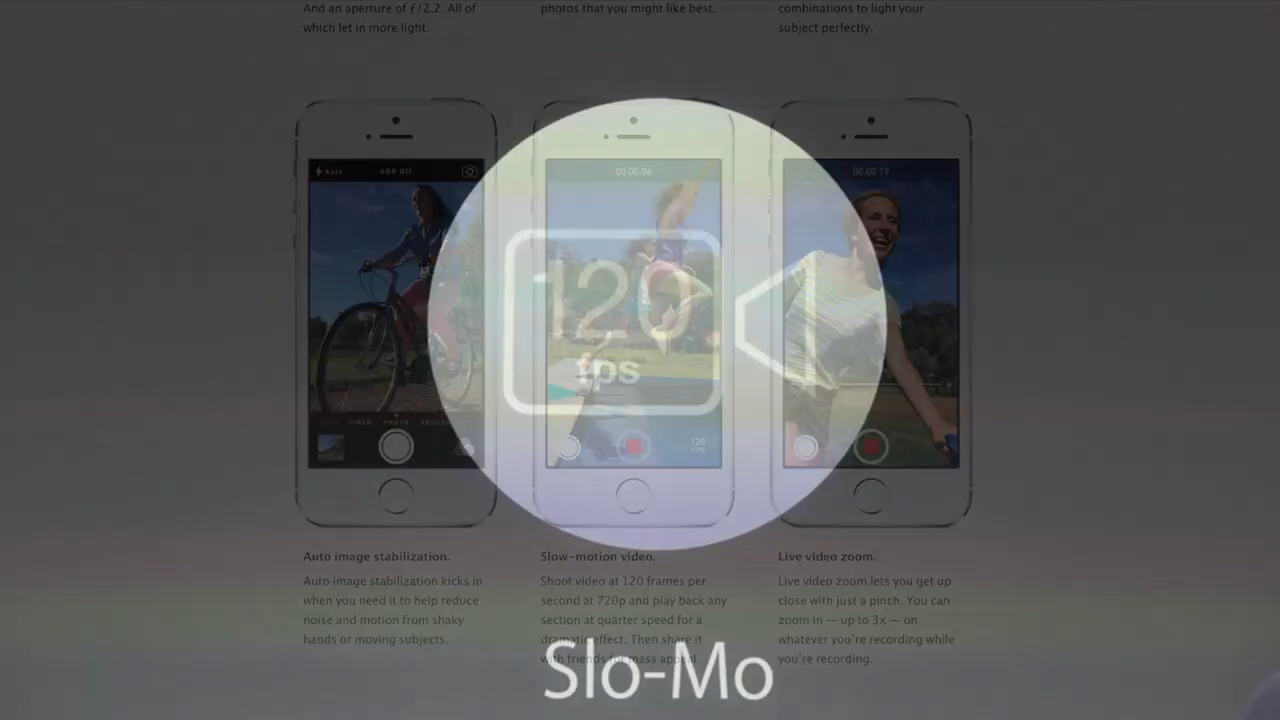 And an aperture of ƒ/2.2. All of
which let in more light.
photos that you might like best.
combinations to light your
subject perfectly.
Auto
HDR Off
VIDEO PHOTO
00:00:06
120
fps
120
FPS
00:00:19
Auto image stabilization.
Auto image stabilization kicks in
when you need it to help reduce
noise and motion from shaky
hands or moving subjects.
Slow-motion video.
Shoot video at 120 frames per
second at 720p and play back any
section at quarter speed for a
dramatic effect. Then share it
with friends for mass appeal
Live video zoom.
Live video zoom lets you get up
close with just a pinch. You can
zoom in — up to 3x — on
whatever you're recording while
you're recording.
Slo-Mo